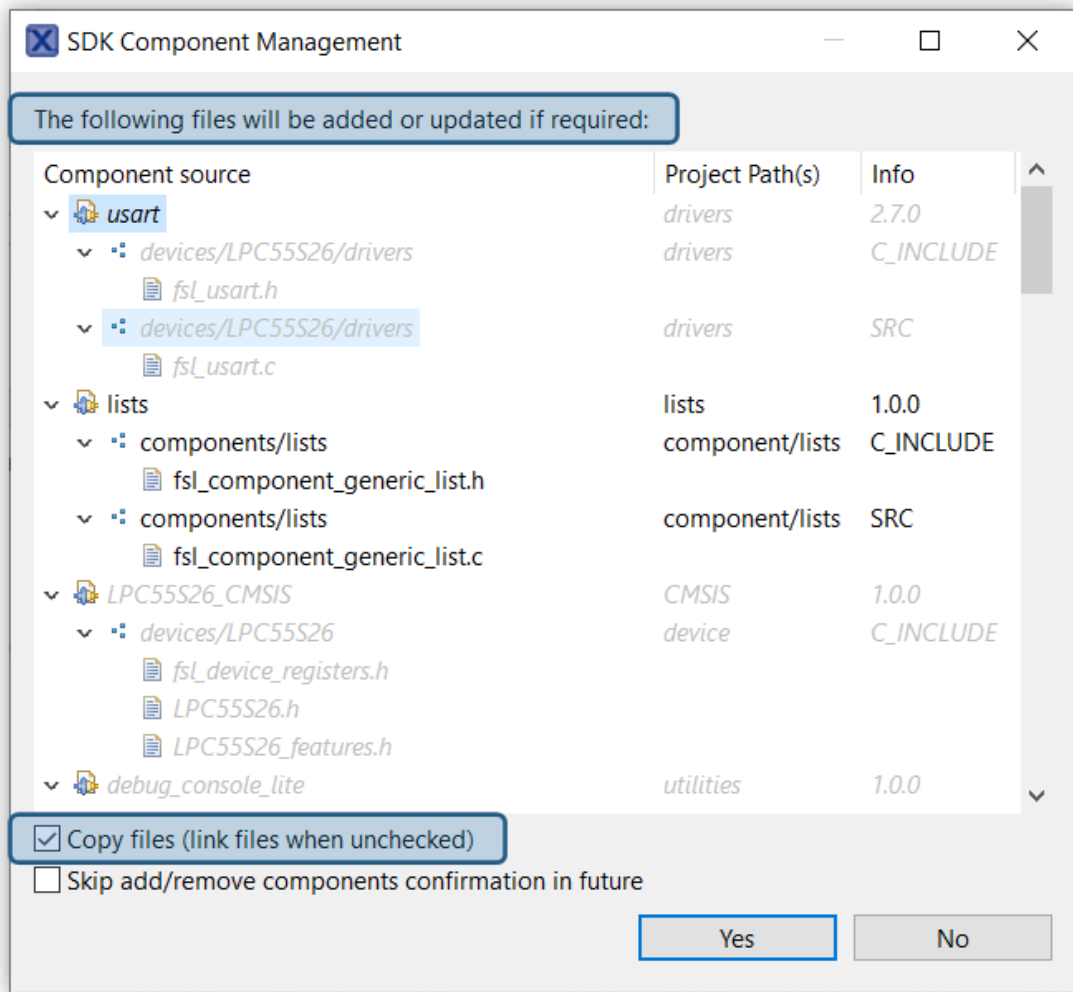 SDK Component Management
The following files will be added or updated if required:
Component source Project Path(s) Info
usart drivers 2.7.0
devices/LPC55S26/drivers drivers C_INCLUDE
fsl_usart.h
devices/LPC55S26/drivers drivers SRC
fsl_usart.c
lists lists 1.0.0
components/lists component/lists C_INCLUDE
fsl_component_generic_list.h
components/lists component/lists SRC
fsl_component_generic_list.c
LPC55S26_CMSIS CMSIS 1.0.0
devices/LPC55S26 device C_INCLUDE
fsl_device_registers.h
LPC55S26.h
LPC55S26_features.h
debug_console_lite utilities 1.0.0
Copy files (link files when unchecked)
Skip add/remove components confirmation in future
Yes No